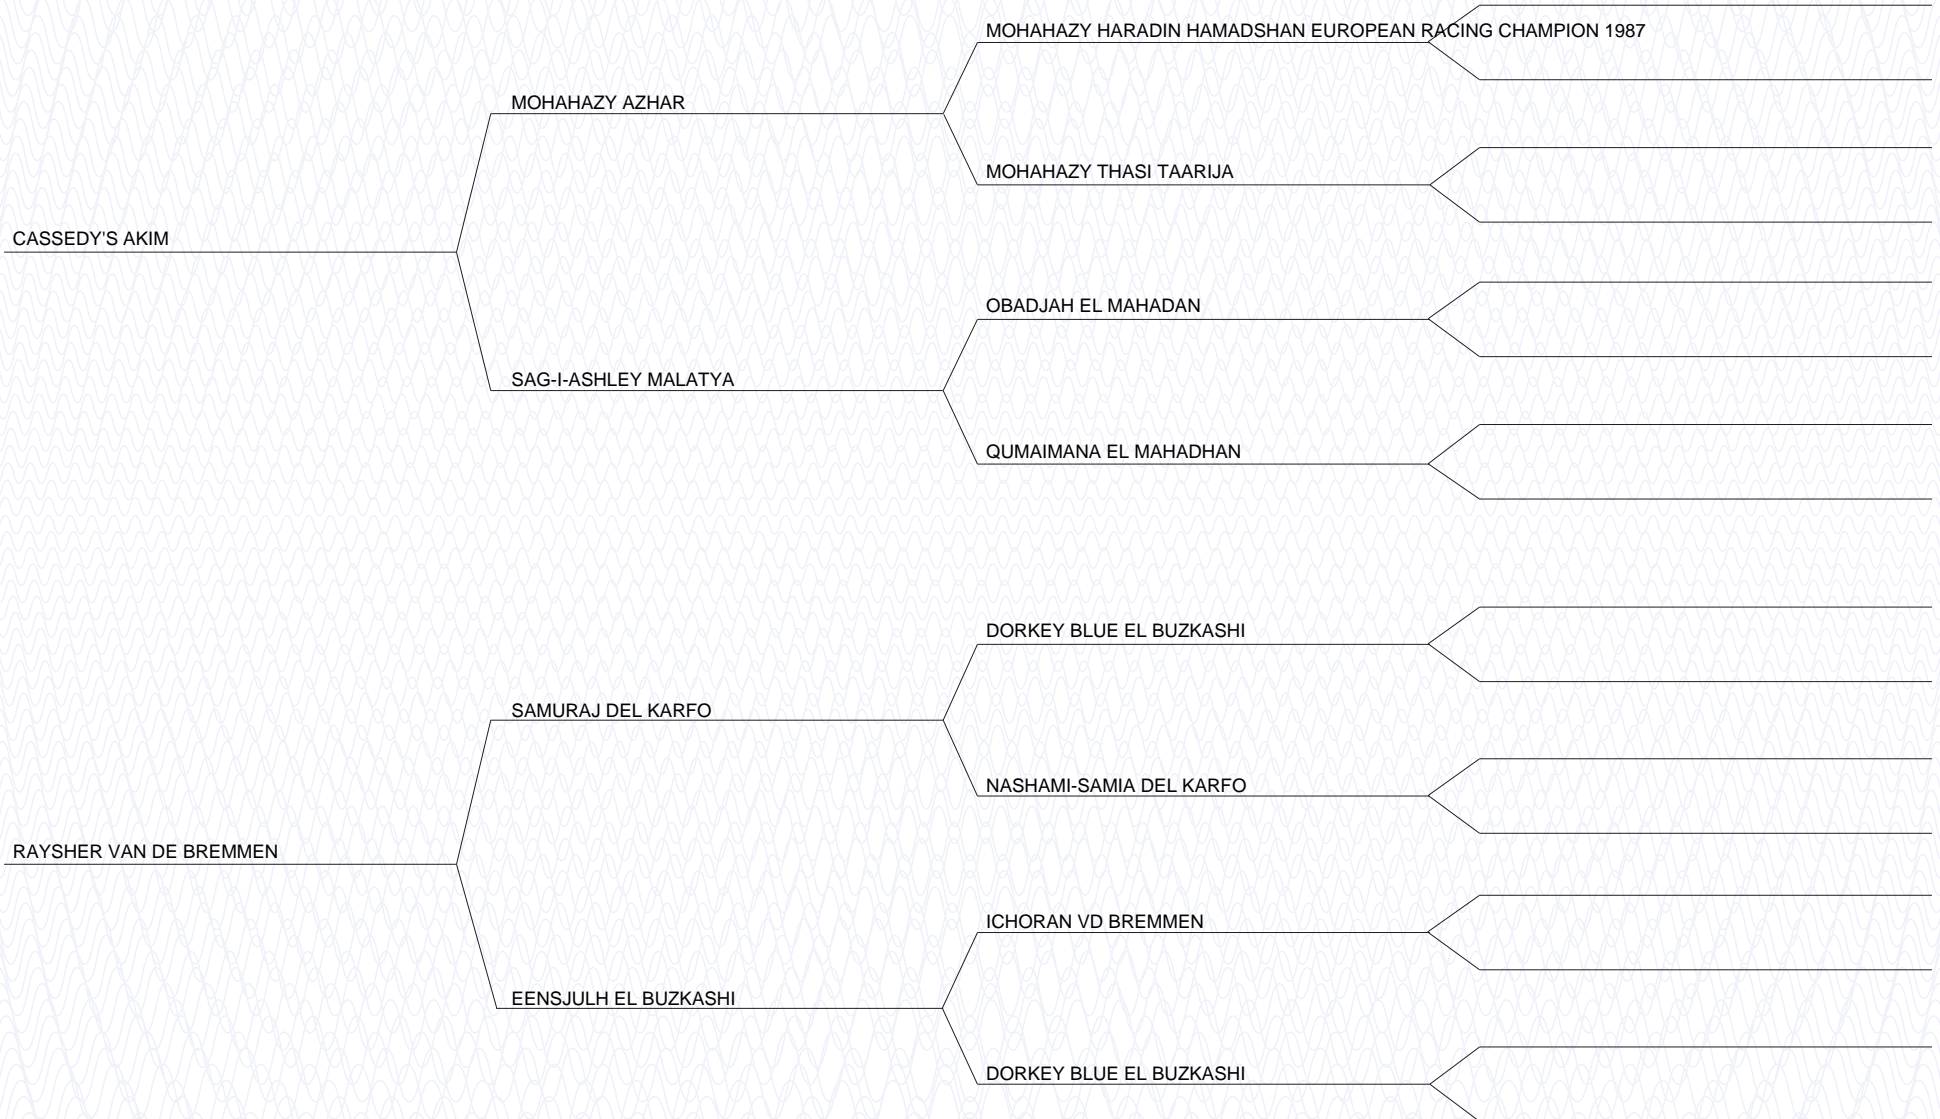 MOHAHAZY HARADIN HAMADSHAN EUROPEAN RACING CHAMPION 1987
MOHAHAZY AZHAR
MOHAHAZY THASI TAARIJA
CASSEDY'S AKIM
OBADJAH EL MAHADAN
SAG-I-ASHLEY MALATYA
QUMAIMANA EL MAHADHAN
DORKEY BLUE EL BUZKASHI
SAMURAJ DEL KARFO
NASHAMI-SAMIA DEL KARFO
RAYSHER VAN DE BREMMEN
ICHORAN VD BREMMEN
EENSJULH EL BUZKASHI
DORKEY BLUE EL BUZKASHI